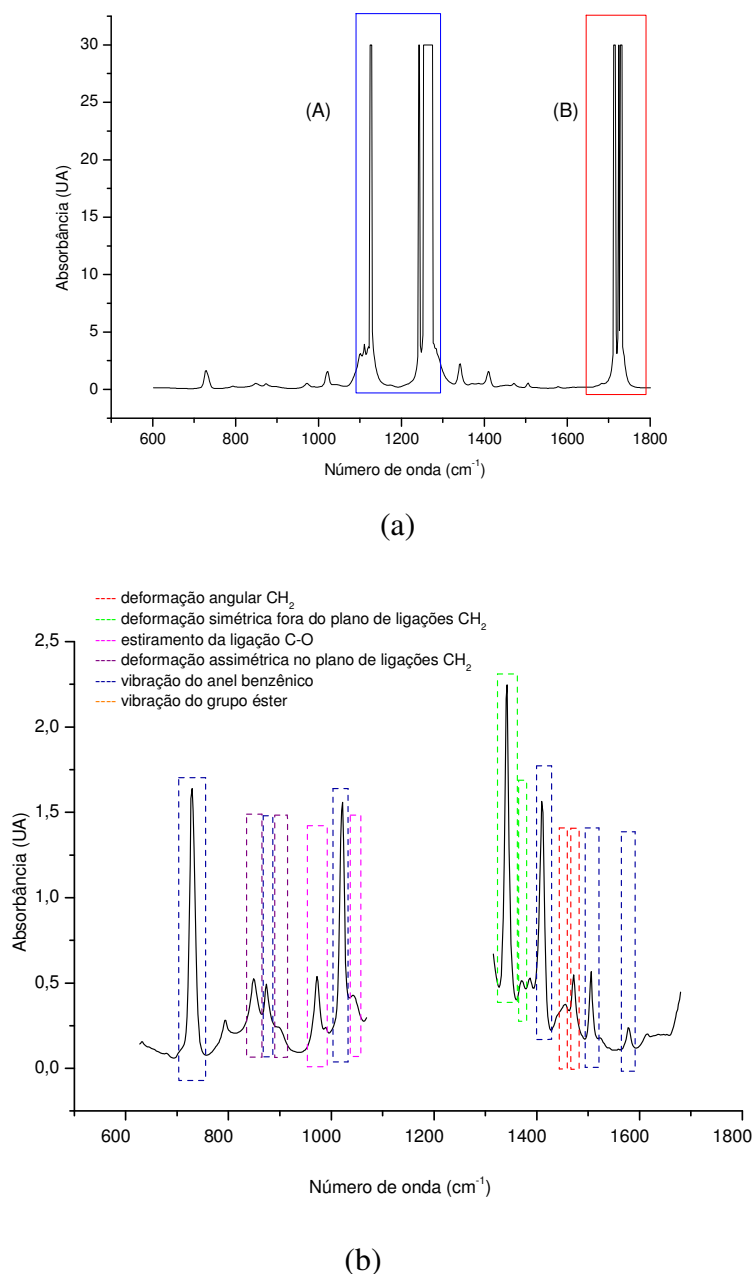 30
25
20
15
10
5
0
Absorbância (UA)
(A)
(B)
600 800 1000 1200 1400 1600 1800
Número de onda (cm⁻¹)
(a)
deformação angular CH₂
deformação simétrica fora do plano de ligações CH₂
estiramento da ligação C-O
deformação assimétrica no plano de ligações CH₂
vibração do anel benzênico
vibração do grupo éster
2,5
2,0
1,5
1,0
0,5
0,0
Absorbância (UA)
600 800 1000 1200 1400 1600 1800
Número de onda (cm⁻¹)
(b)